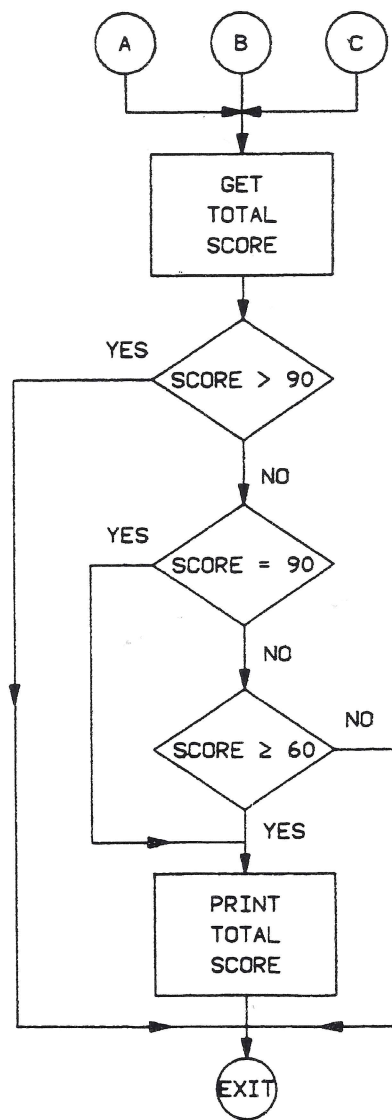 A
B
C
GET
TOTAL
SCORE
YES
SCORE > 90
NO
YES
SCORE = 90
NO
NO
SCORE ≥ 60
YES
PRINT
TOTAL
SCORE
EXIT